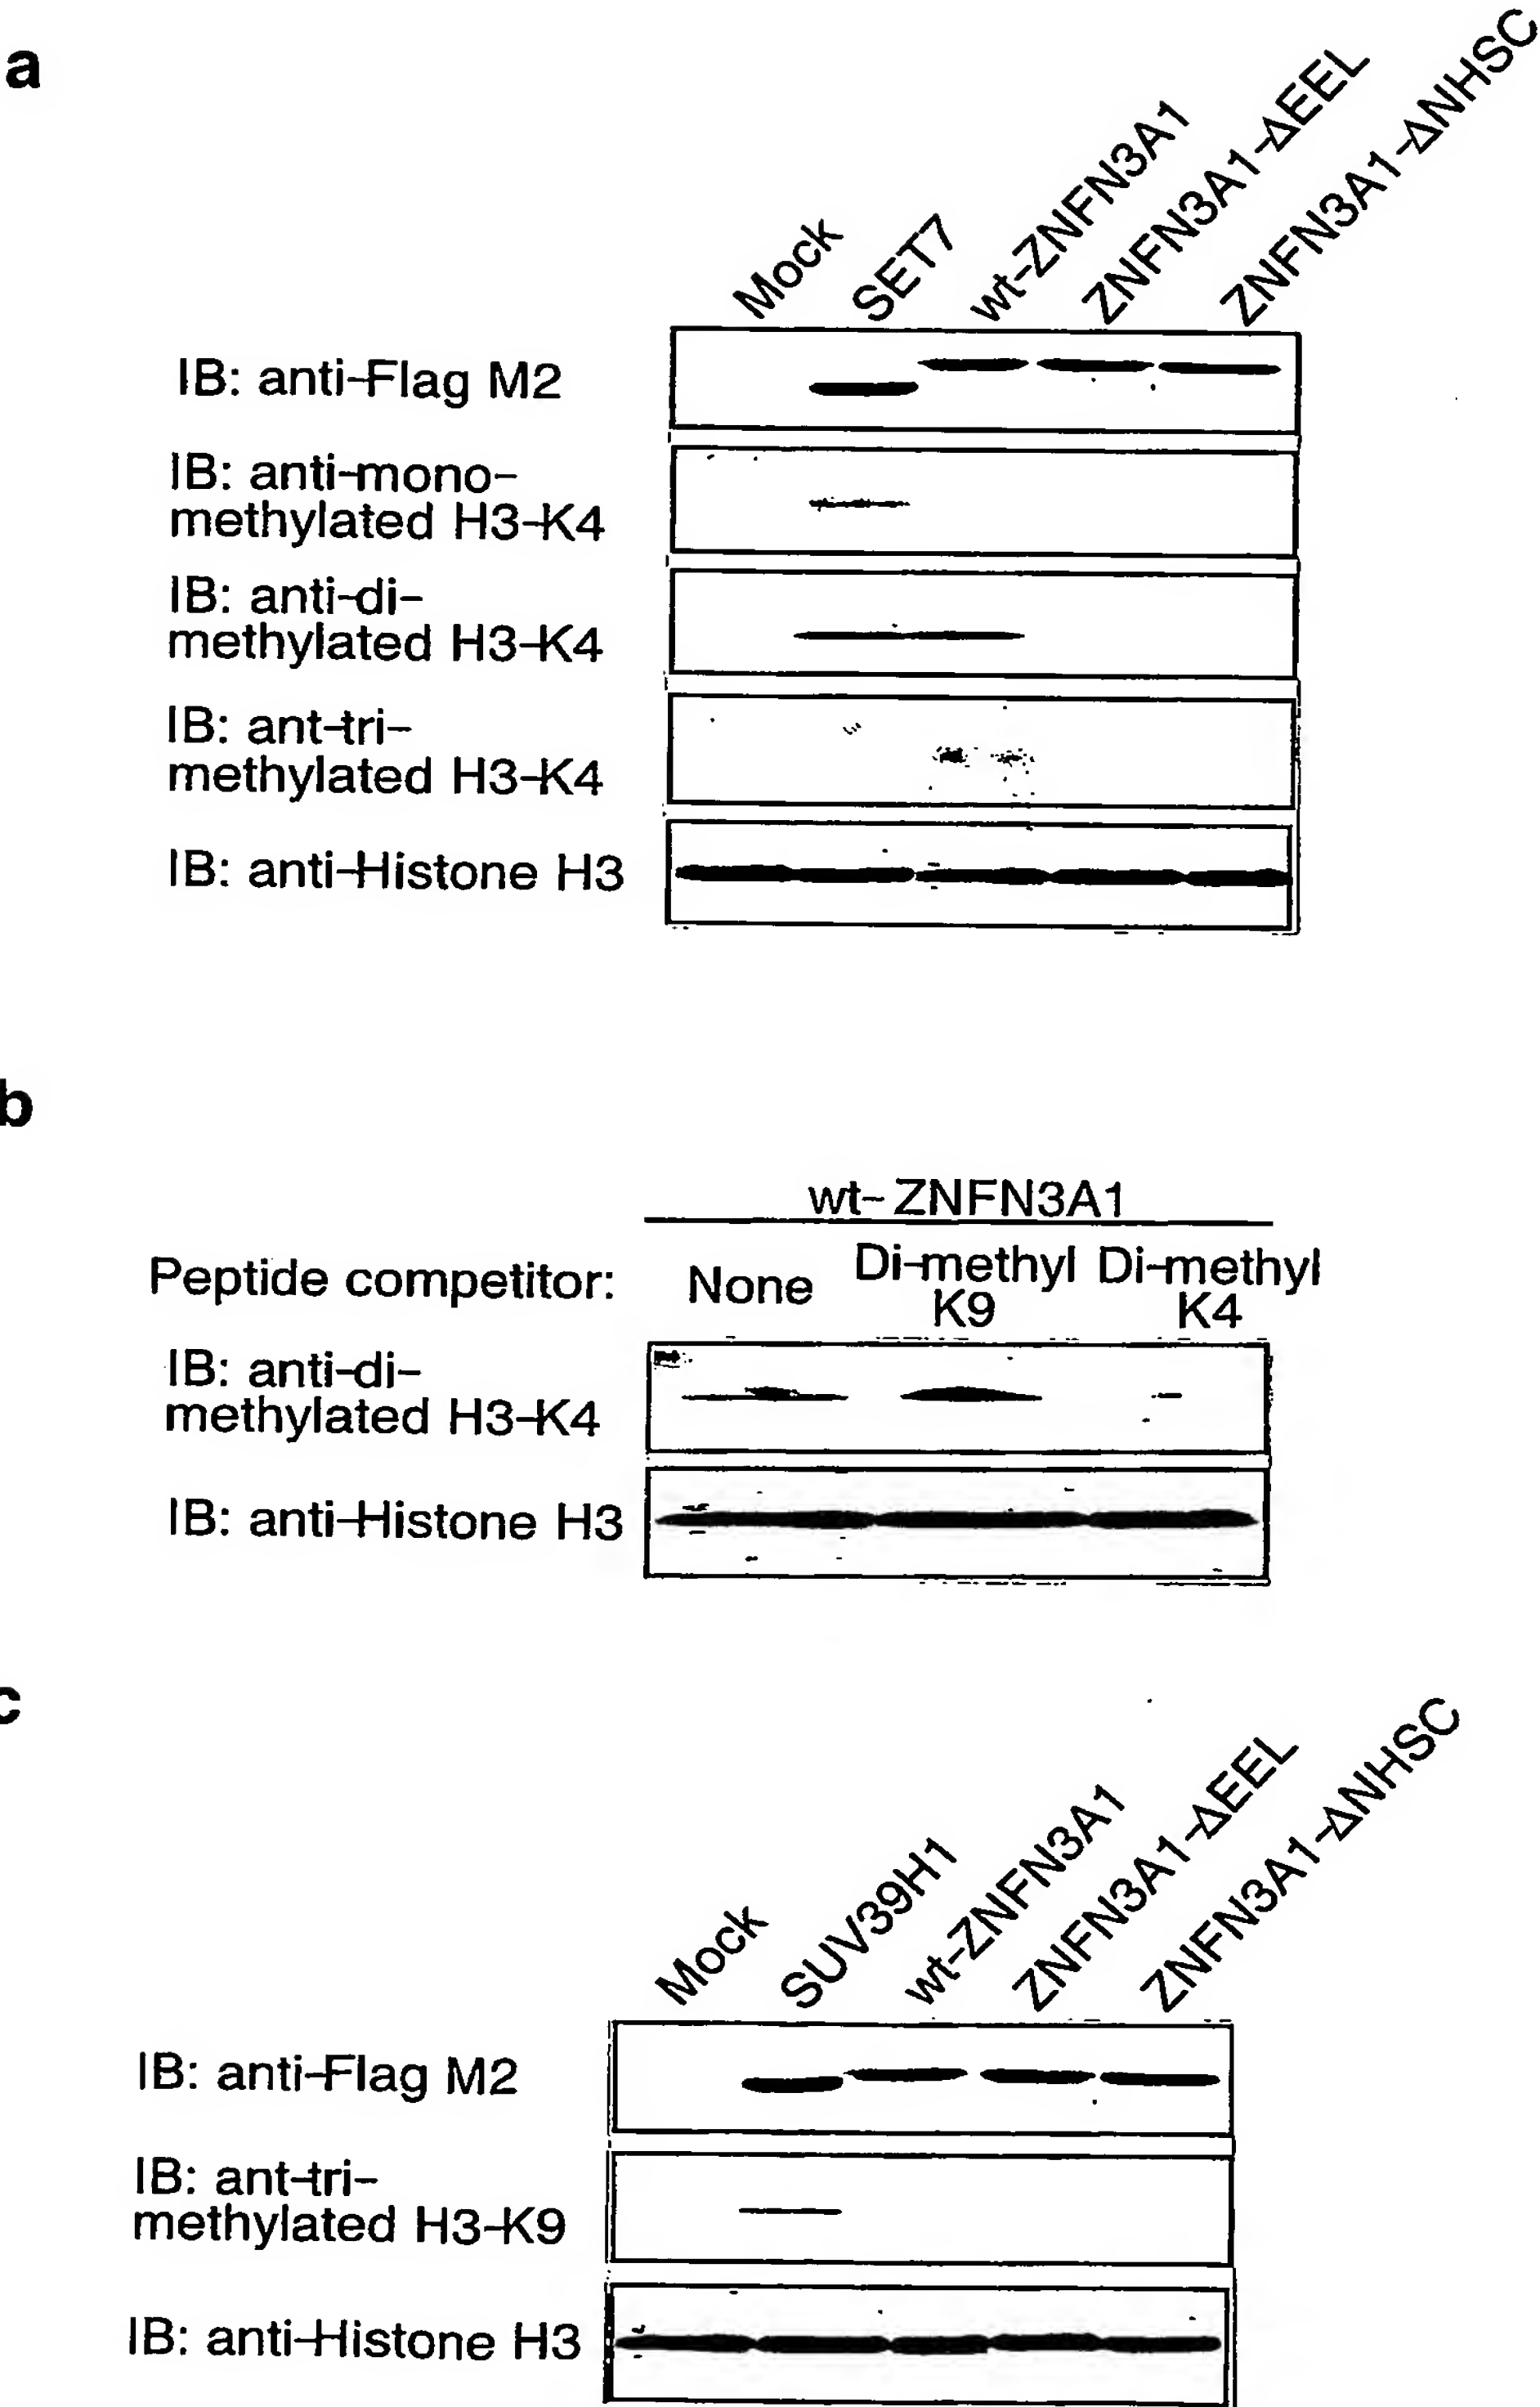 a
Mock
SET7
wt-ZNFN3A1
ZNFN3A1-ΔEEL
ZNFN3A1-ΔNHSC
IB: anti-Flag M2
IB: anti-mono-
methylated H3-K4
IB: anti-di-
methylated H3-K4
IB: ant-tri-
methylated H3-K4
IB: anti-Histone H3
b
wt- ZNFN3A1
Peptide competitor:
None
Di-methyl
K9
Di-methyl
K4
IB: anti-di-
methylated H3-K4
IB: anti-Histone H3
c
Mock
SUV39H1
wt-ZNFN3A1
ZNFN3A1-ΔEEL
ZNFN3A1-ΔNHSC
IB: anti-Flag M2
IB: ant-tri-
methylated H3-K9
IB: anti-Histone H3